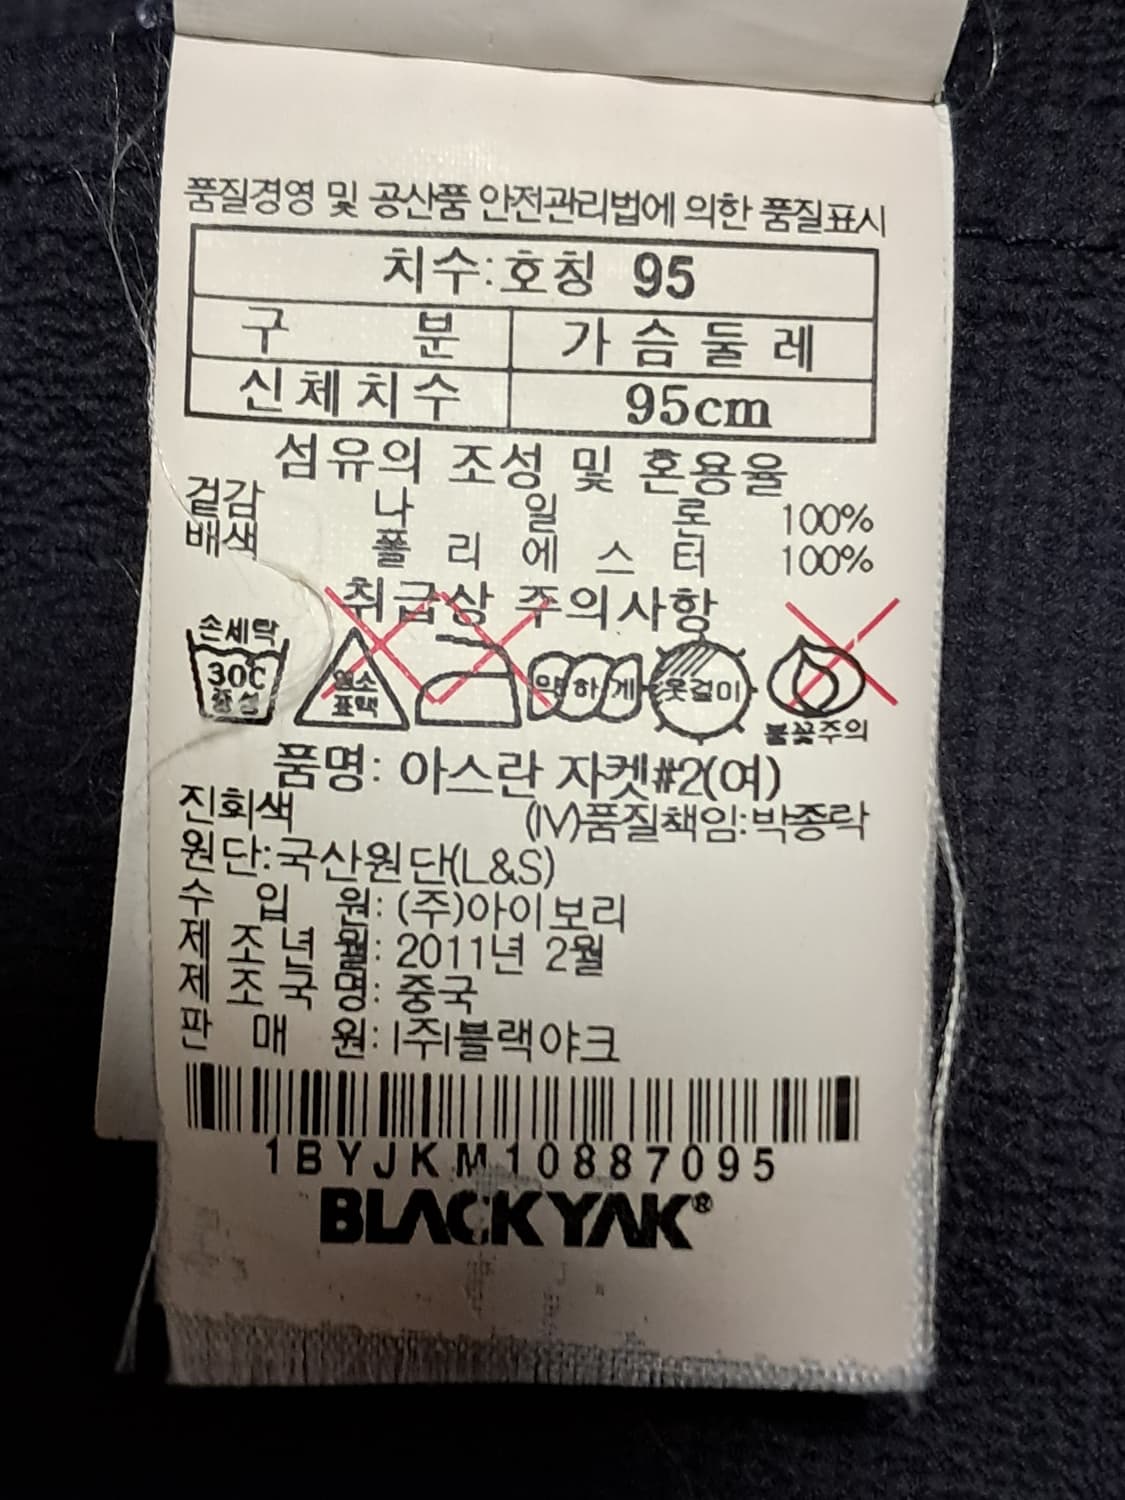 품질경영 및 공산품 안전관리법에 의한 품질표시
치수:호칭 95
구 분 가슴둘레
신체치수 95cm
섬유의 조성 및 혼용율
겉감 나 일 론 100%
배색 폴 리 에 스 터 100%
취급상 주의사항
손세탁
30C
중성
염소
표백
약하게
옷걸이
불꽃주의
품명: 아스란 자켓#2(여)
진회색 (IV)품질책임:박종락
원단:국산원단(L&S)
수 입 원: (주)아이보리
제 조 년 월: 2011년 2월
제 조 국 명: 중국
판 매 원: (주)블랙야크
1BYJKM10887095
BLACKYAK®